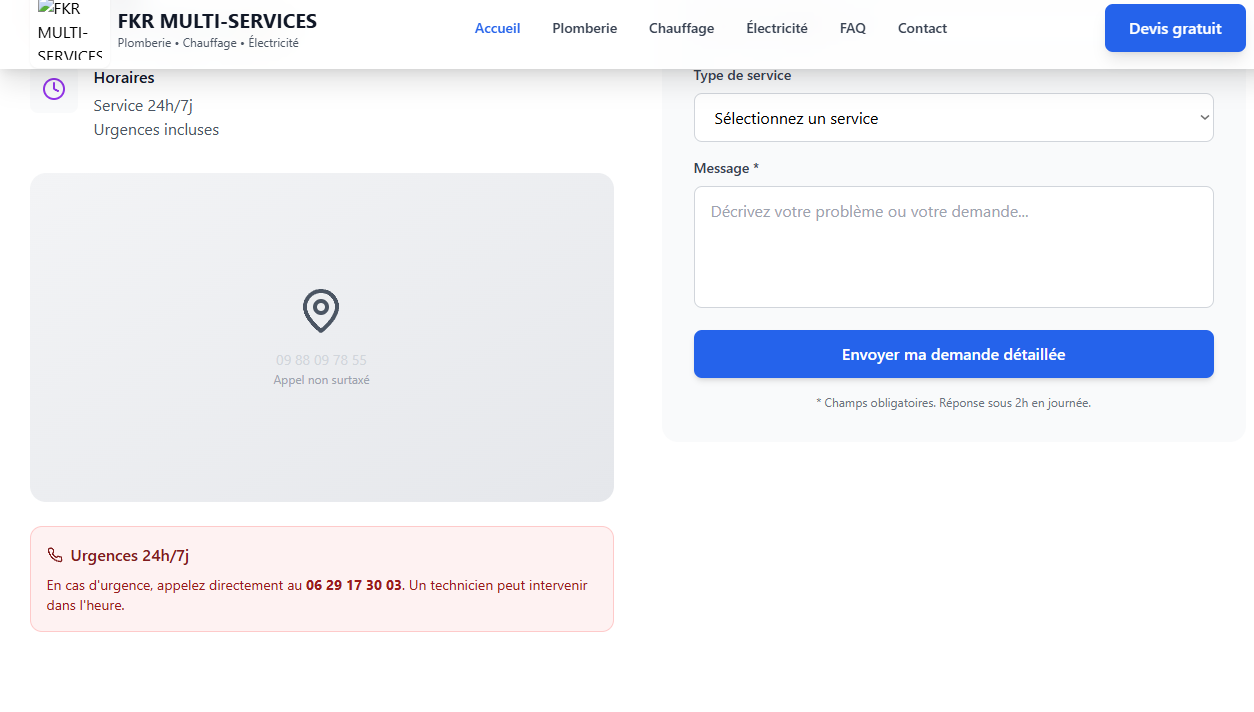 FKR
MULTI-
SERVICES
FKR MULTI-SERVICES
Plomberie • Chauffage • Électricité
Accueil
Plomberie
Chauffage
Électricité
FAQ
Contact
Devis gratuit
Horaires
Service 24h/7j
Urgences incluses
09 88 09 78 55
Appel non surtaxé
Urgences 24h/7j
En cas d'urgence, appelez directement au 06 29 17 30 03. Un technicien peut intervenir
dans l'heure.
Type de service
Sélectionnez un service
Message *
Décrivez votre problème ou votre demande...
Envoyer ma demande détaillée
* Champs obligatoires. Réponse sous 2h en journée.